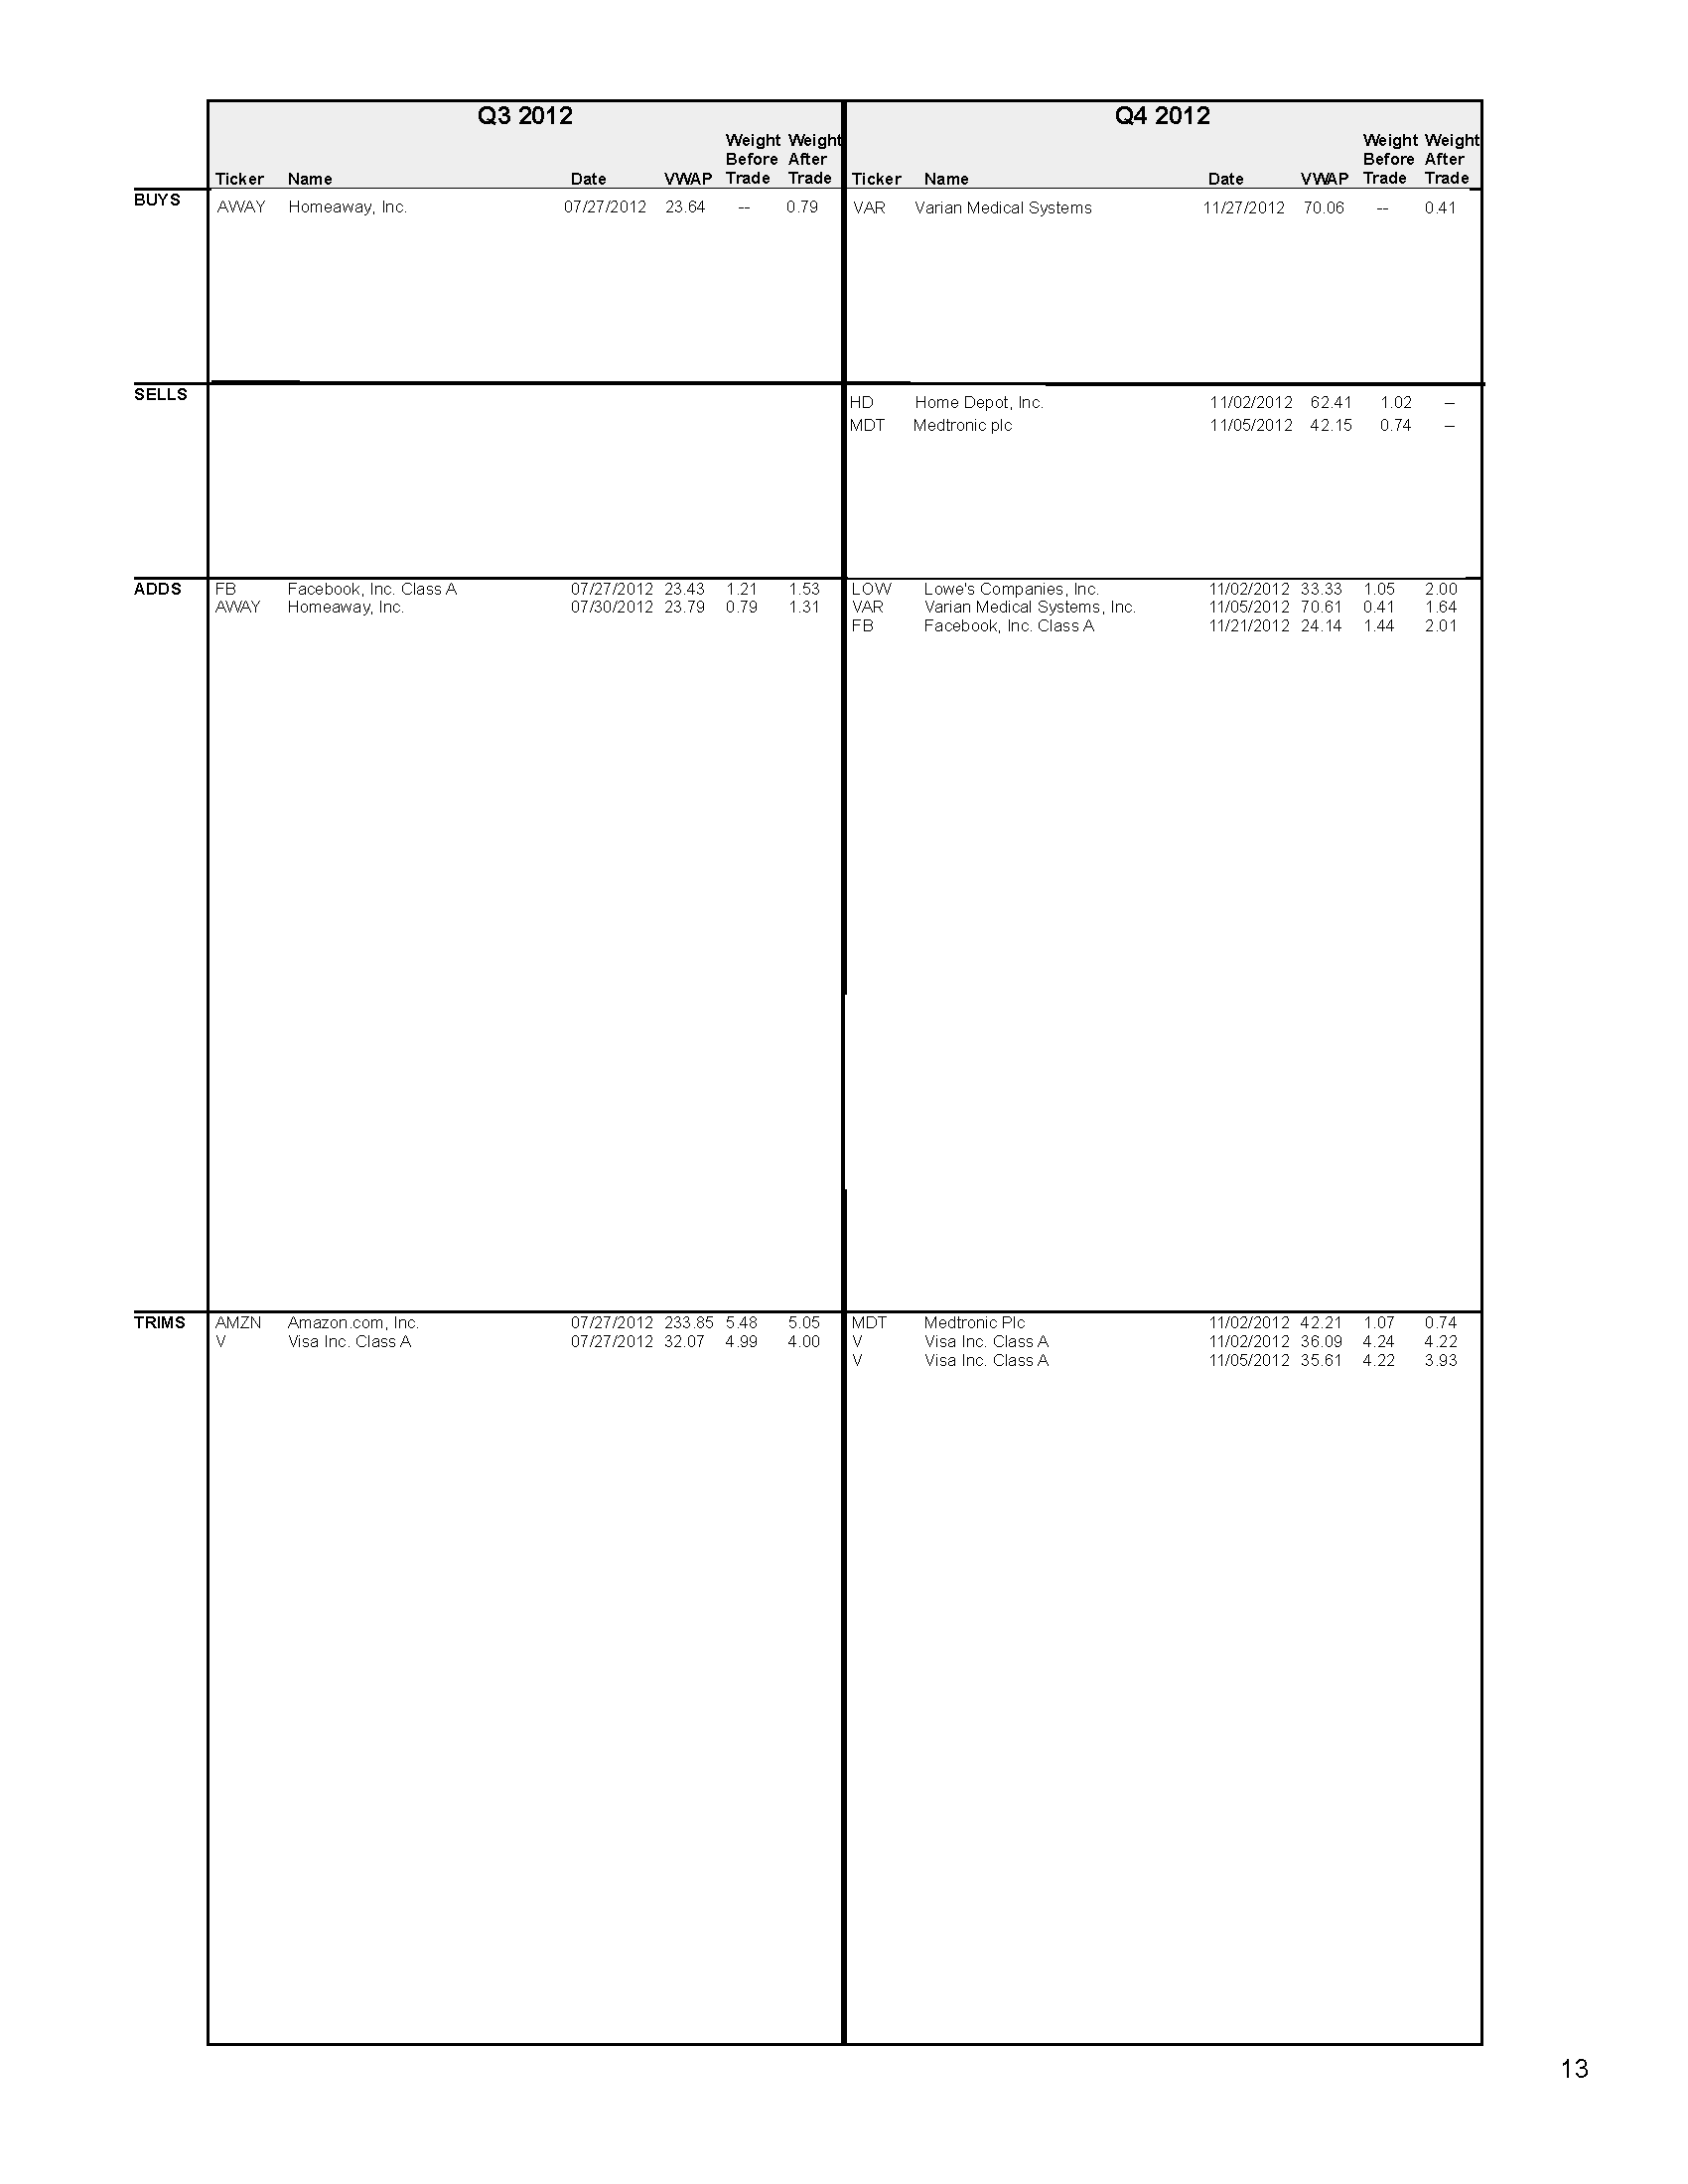 Q3 2012 Q4 2012
Weight Weight Weight Weight
Before After Before After
Ticker Name Date VWAP Trade Trade Ticker Name Date VWAP Trade Trade
BUYS AWAY Homeaway, Inc. 07/27/2012 23.64 -- 0.79 VAR Varian Medical Systems 11/27/2012 70.06 -- 0.41
SELLS HD Home Depot, Inc. 11/02/2012 62.41 1.02 –
MDT Medtronic plc 11/05/2012 42.15 0.74 –
ADDS FB Facebook, Inc. Class A 07/27/2012 23.43 1.21 1.53 LOW Lowe's Companies, Inc. 11/02/2012 33.33 1.05 2.00
AWAY Homeaway, Inc. 07/30/2012 23.79 0.79 1.31 VAR Varian Medical Systems, Inc. 11/05/2012 70.61 0.41 1.64
FB Facebook, Inc. Class A 11/21/2012 24.14 1.44 2.01
TRIMS AMZN Amazon.com, Inc. 07/27/2012 233.85 5.48 5.05 MDT Medtronic Plc 11/02/2012 42.21 1.07 0.74
V Visa Inc. Class A 07/27/2012 32.07 4.99 4.00 V Visa Inc. Class A 11/02/2012 36.09 4.24 4.22
V Visa Inc. Class A 11/05/2012 35.61 4.22 3.93
13